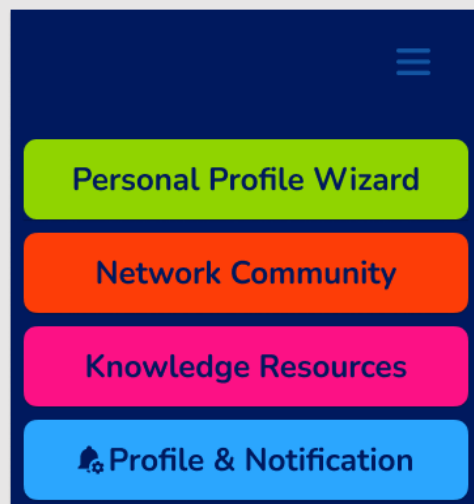 Personal Profile Wizard
Network Community
Knowledge Resources
Profile & Notification